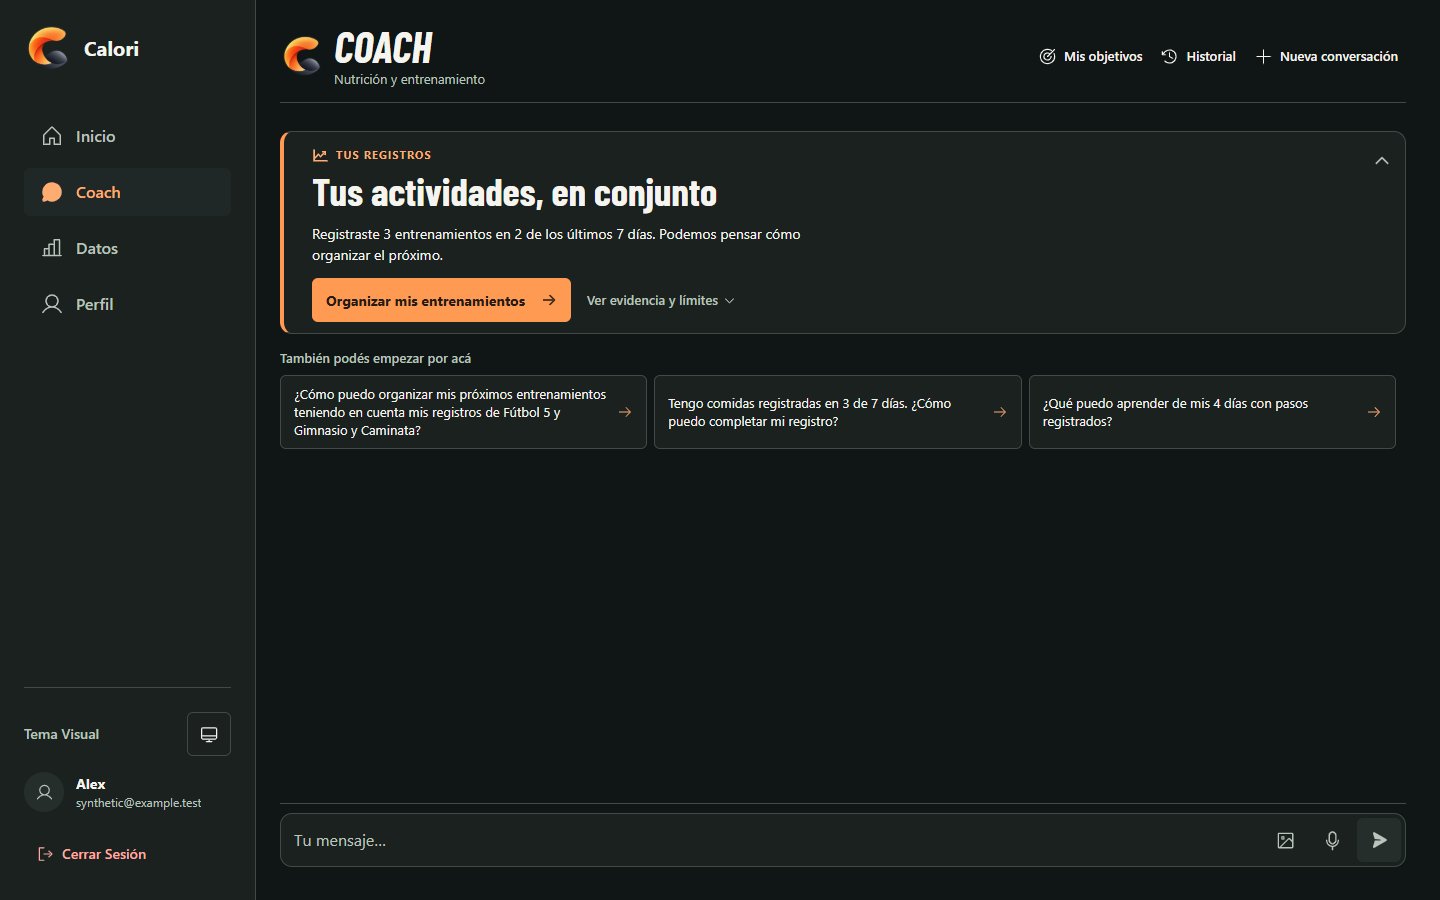 Calori
Inicio
Coach
Datos
Perfil
Tema Visual
Alex
synthetic@example.test
Cerrar Sesión
COACH
Nutrición y entrenamiento
Mis objetivos
Historial
Nueva conversación
TUS REGISTROS
Tus actividades, en conjunto
Registraste 3 entrenamientos en 2 de los últimos 7 días. Podemos pensar cómo
organizar el próximo.
Organizar mis entrenamientos
Ver evidencia y límites
También podés empezar por acá
¿Cómo puedo organizar mis próximos entrenamientos
teniendo en cuenta mis registros de Fútbol 5 y
Gimnasio y Caminata?
Tengo comidas registradas en 3 de 7 días. ¿Cómo
puedo completar mi registro?
¿Qué puedo aprender de mis 4 días con pasos
registrados?
Tu mensaje...